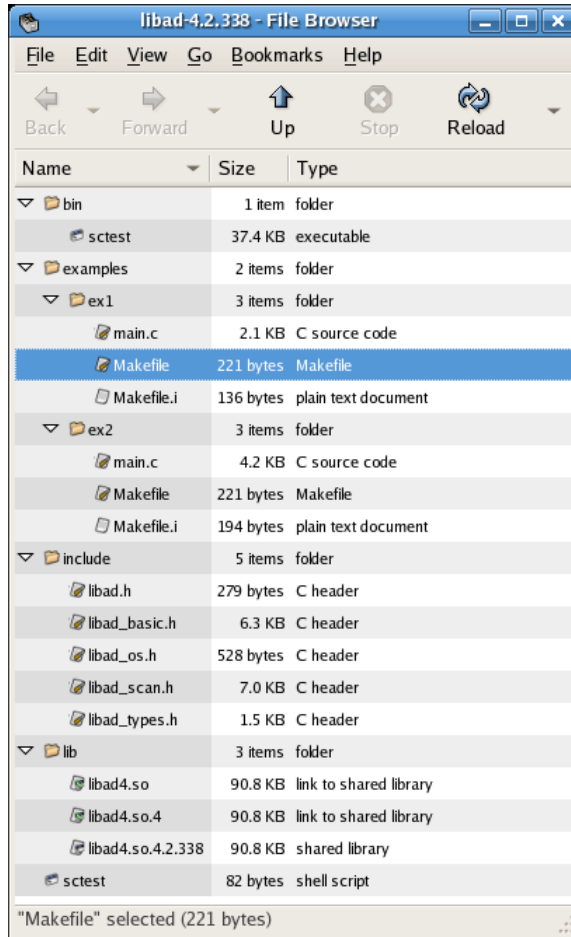 libad-4.2.338 - File Browser
File Edit View Go Bookmarks Help
Back Forward Up Stop Reload
Name Size Type
bin 1 item folder
sctest 37.4 KB executable
examples 2 items folder
ex1 3 items folder
main.c 2.1 KB C source code
Makefile 221 bytes Makefile
Makefile.i 136 bytes plain text document
ex2 3 items folder
main.c 4.2 KB C source code
Makefile 221 bytes Makefile
Makefile.i 194 bytes plain text document
include 5 items folder
libad.h 279 bytes C header
libad_basic.h 6.3 KB C header
libad_os.h 528 bytes C header
libad_scan.h 7.0 KB C header
libad_types.h 1.5 KB C header
lib 3 items folder
libad4.so 90.8 KB link to shared library
libad4.so.4 90.8 KB link to shared library
libad4.so.4.2.338 90.8 KB shared library
sctest 82 bytes shell script
"Makefile" selected (221 bytes)